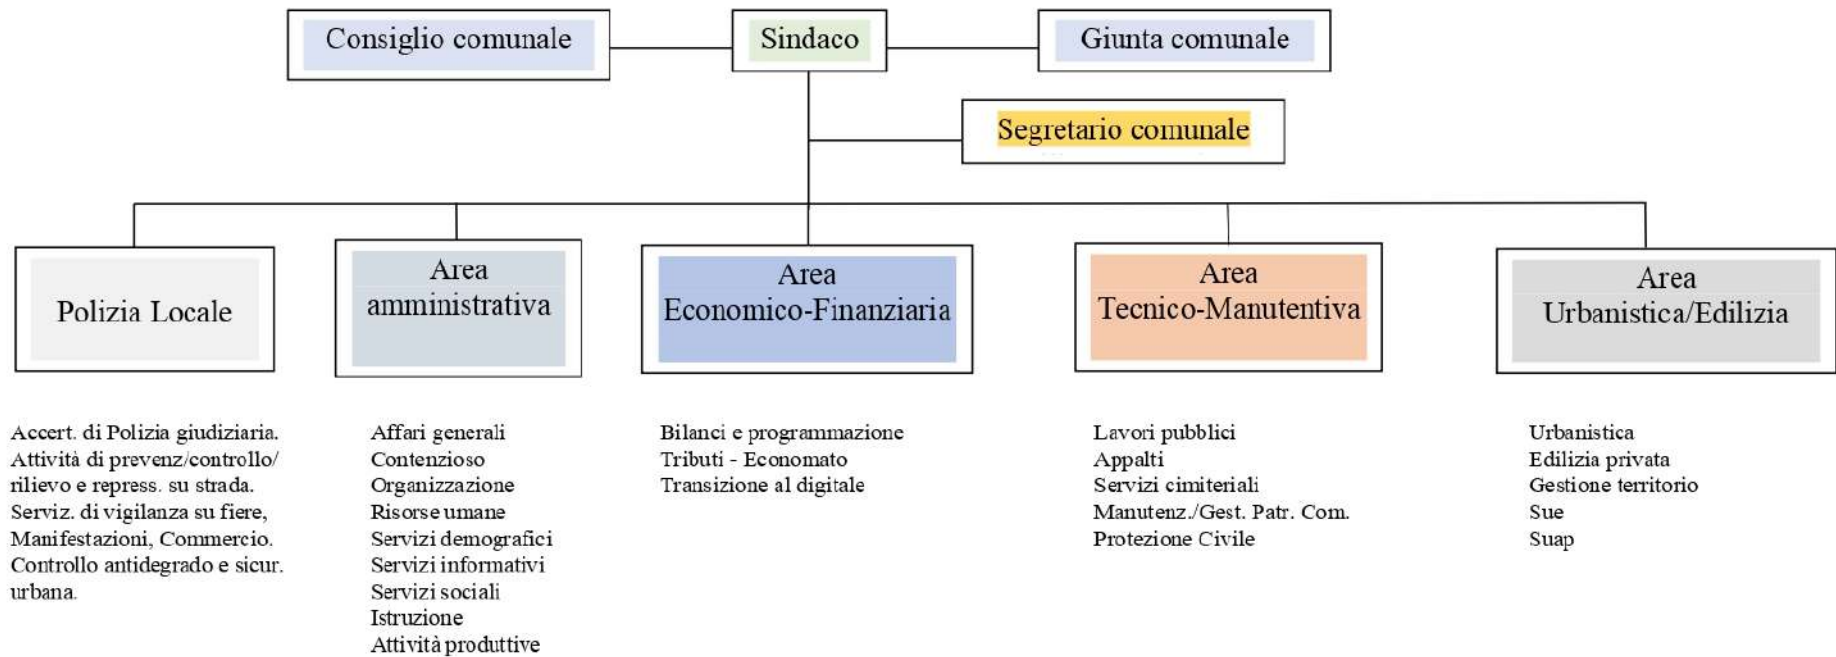 Consiglio comunale
Sindaco
Giunta comunale
Segretario comunale
Polizia Locale
Area
amministrativa
Area
Economico-Finanziaria
Area
Tecnico-Manutentiva
Area
Urbanistica/Edilizia
Accert. di Polizia giudiziaria.
Attività di prevenz/controllo/
rilievo e repress. su strada.
Serviz. di vigilanza su fiere,
Manifestazioni, Commercio.
Controllo antidegrado e sicur.
urbana.
Affari generali
Contenzioso
Organizzazione
Risorse umane
Servizi demografici
Servizi informativi
Servizi sociali
Istruzione
Attività produttive
Bilanci e programmazione
Tributi - Economato
Transizione al digitale
Lavori pubblici
Appalti
Servizi cimiteriali
Manutenz./Gest. Patr. Com.
Protezione Civile
Urbanistica
Edilizia privata
Gestione territorio
Sue
Suap